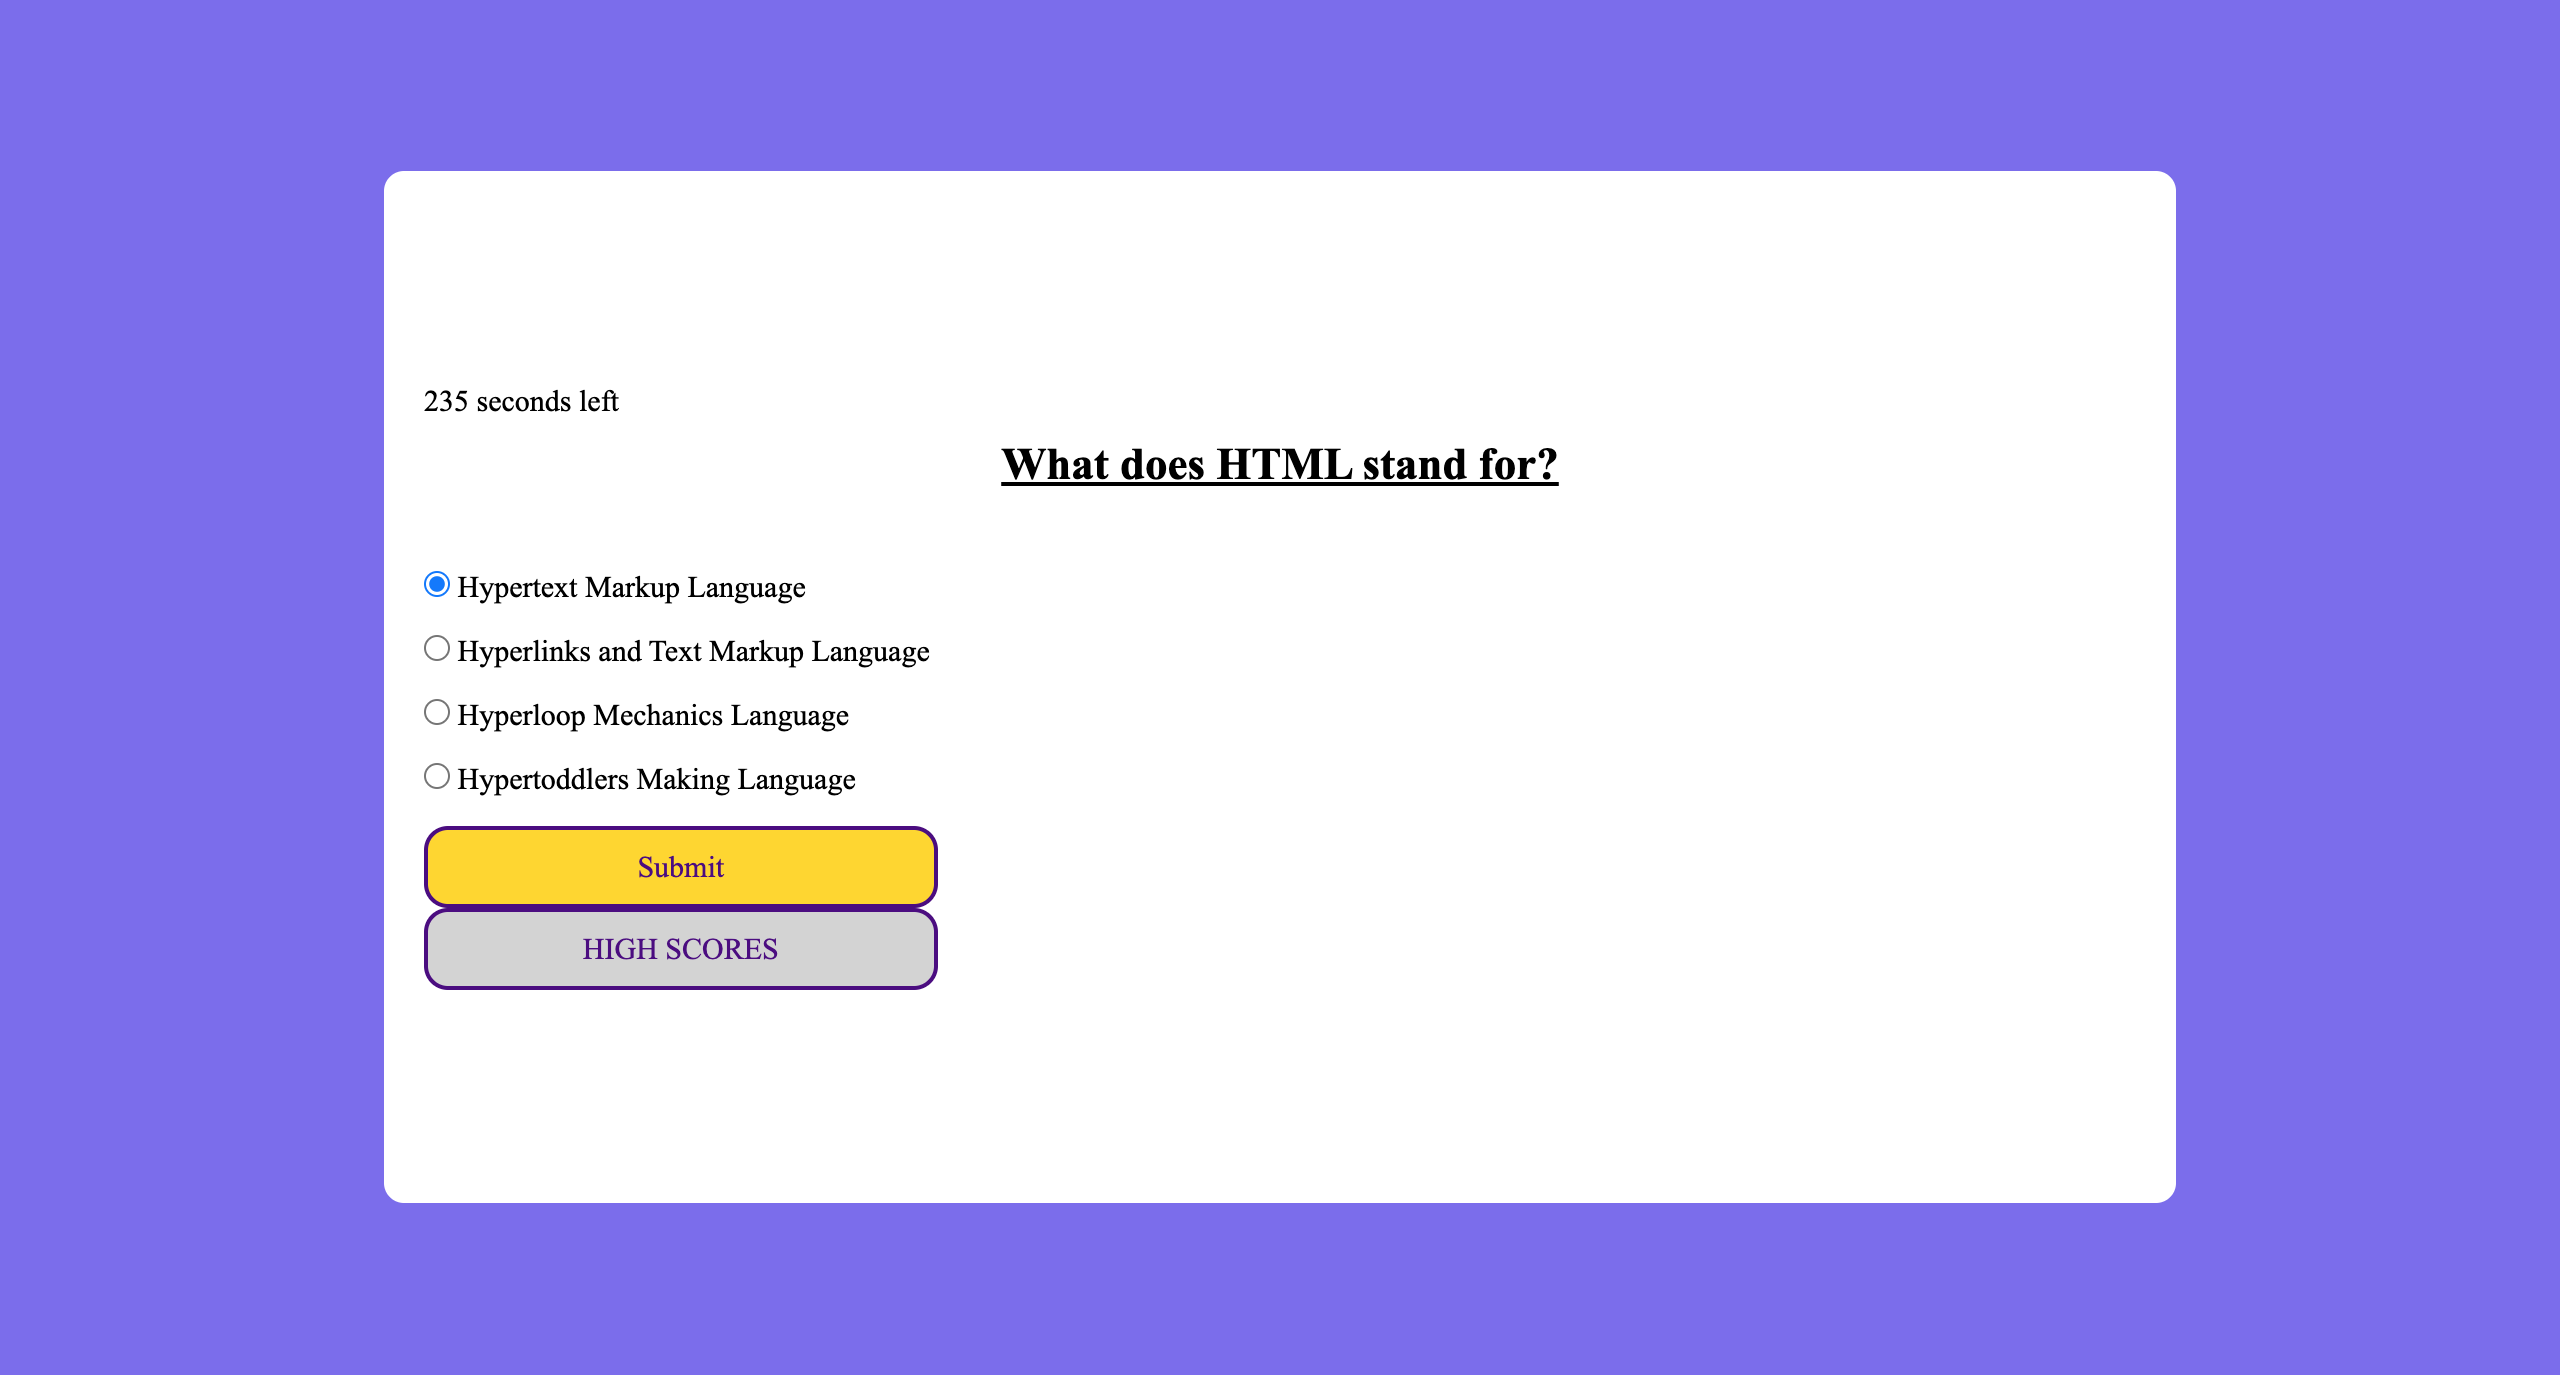 235 seconds left
What does HTML stand for?
Hypertext Markup Language
Hyperlinks and Text Markup Language
Hyperloop Mechanics Language
Hypertoddlers Making Language
Submit
HIGH SCORES